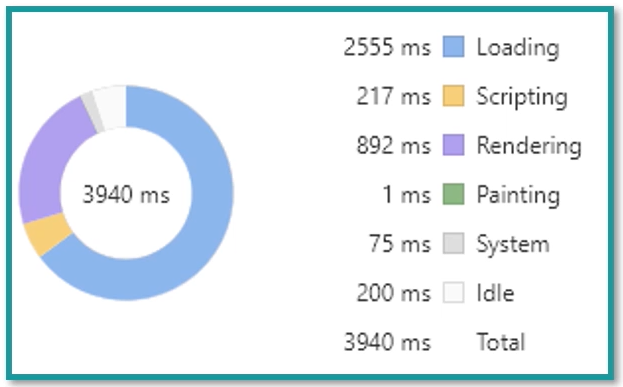 3940 ms
2555 ms Loading
217 ms Scripting
892 ms Rendering
1 ms Painting
75 ms System
200 ms Idle
3940 ms Total